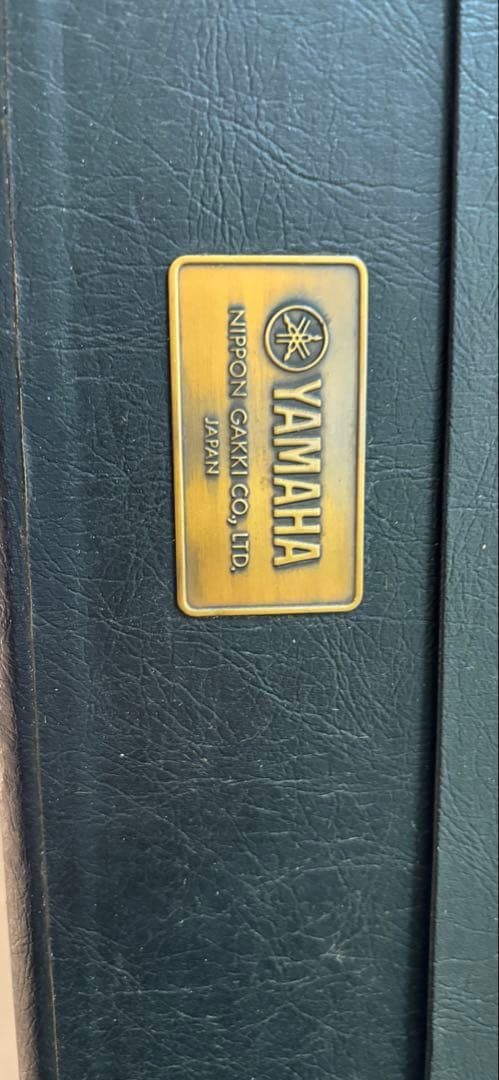 YAMAHA
NIPPON GAKKI CO., LTD.
JAPAN